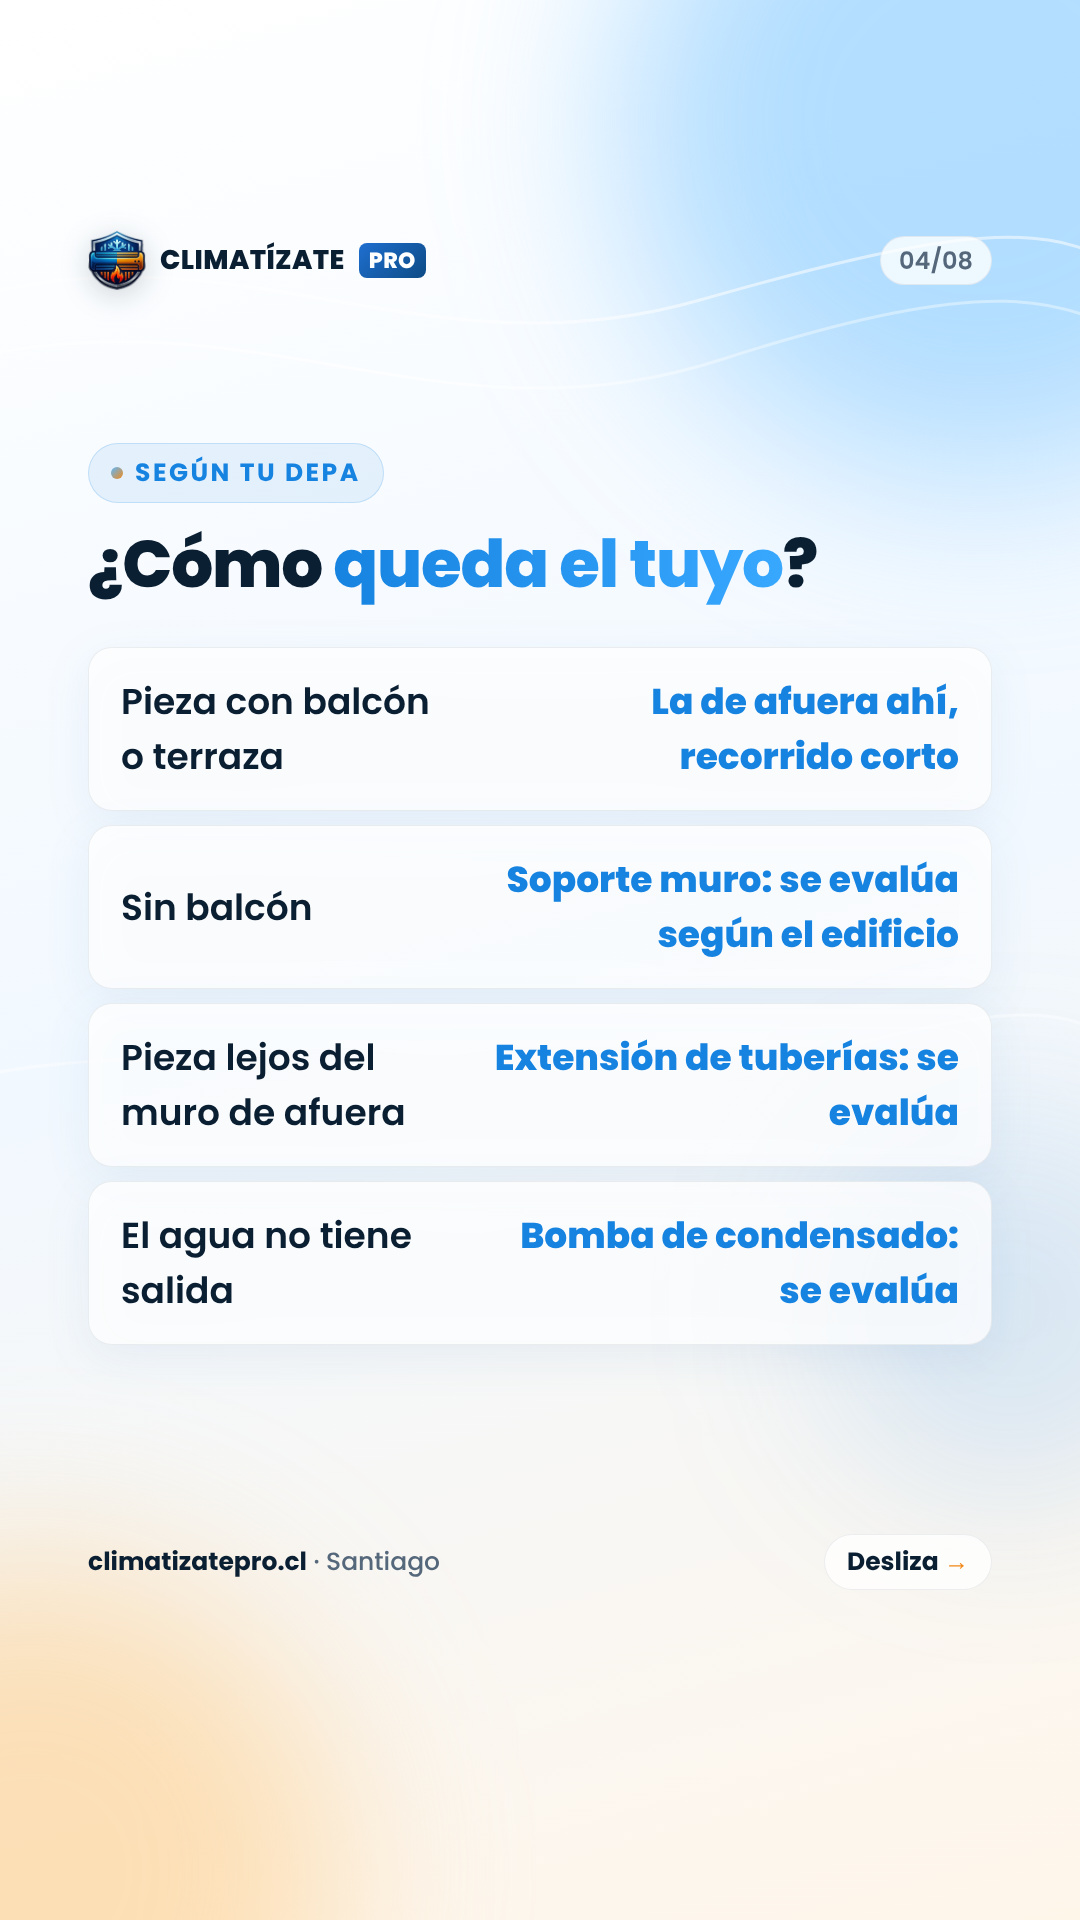 CLIMATÍZATE PRO
04/08
SEGÚN TU DEPA
¿Cómo queda el tuyo?
Pieza con balcón
o terraza
La de afuera ahí,
recorrido corto
Sin balcón
Soporte muro: se evalúa
según el edificio
Pieza lejos del
muro de afuera
Extensión de tuberías: se
evalúa
El agua no tiene
salida
Bomba de condensado:
se evalúa
climatizatepro.cl · Santiago
Desliza →